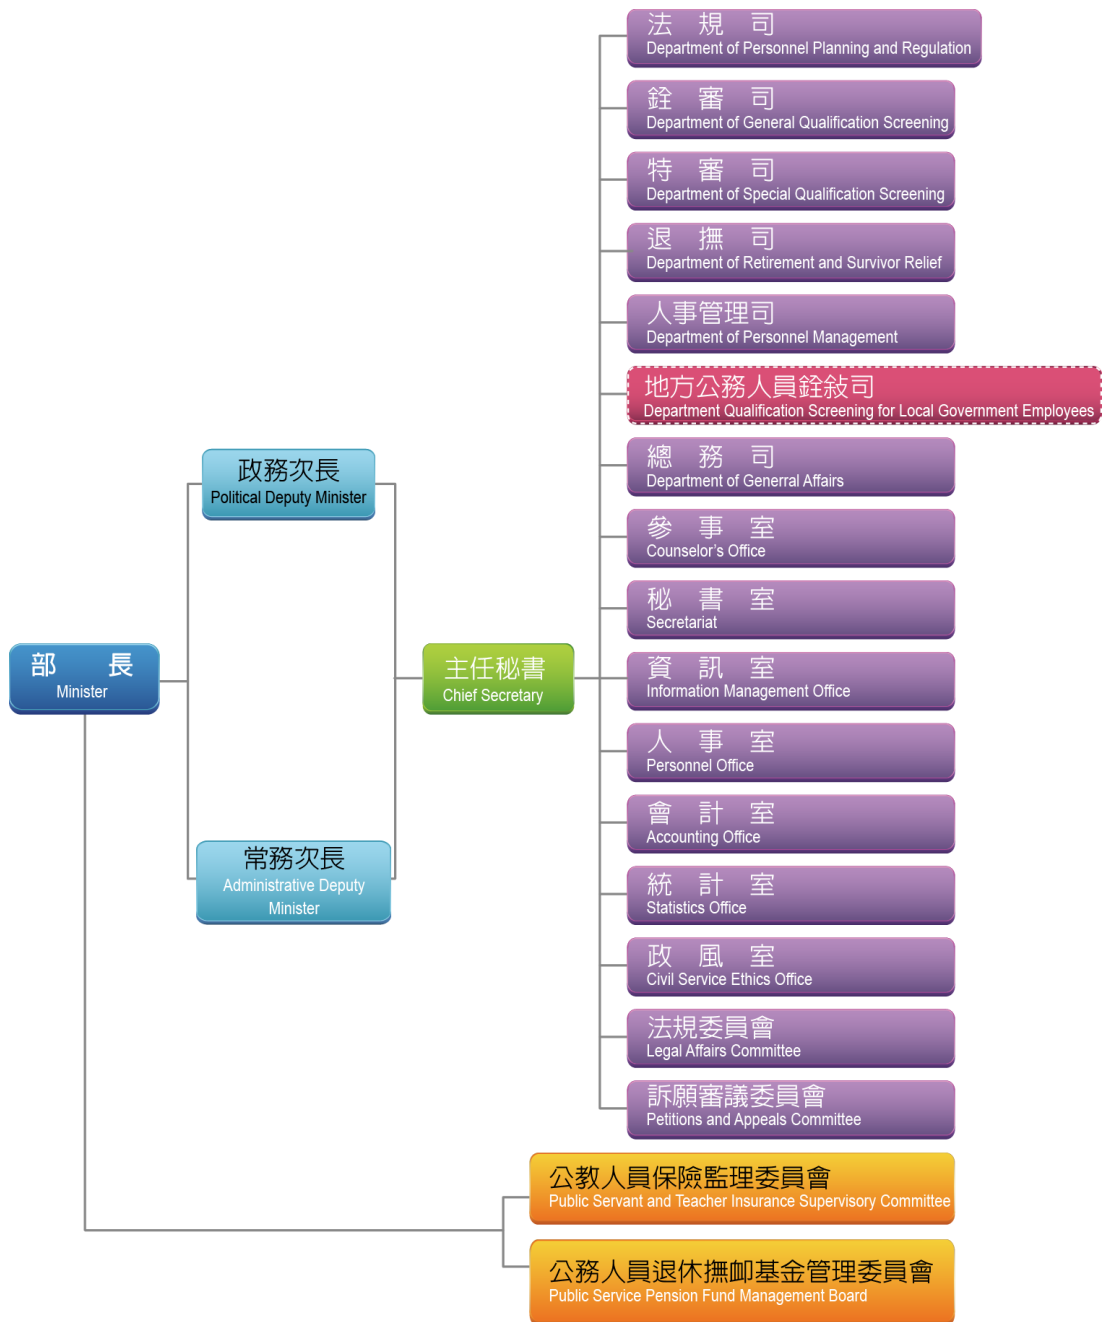 法規司
Department of Personnel Planning and Regulation
銓審司
Department of General Qualification Screening
特審司
Department of Special Qualification Screening
退撫司
Department of Retirement and Survivor Relief
人事管理司
Department of Personnel Management
地方公務人員銓敍司
Department Qualification Screening for Local Government Employees
總務司
Department of Generral Affairs
參事室
Counselor's Office
秘書室
Secretariat
資訊室
Information Management Office
人事室
Personnel Office
會計室
Accounting Office
統計室
Statistics Office
政風室
Civil Service Ethics Office
法規委員會
Legal Affairs Committee
訴願審議委員會
Petitions and Appeals Committee
政務次長
Political Deputy Minister
部長
Minister
主任秘書
Chief Secretary
常務次長
Administrative Deputy
Minister
公教人員保險監理委員會
Public Servant and Teacher Insurance Supervisory Committee
公務人員退休撫卹基金管理委員會
Public Service Pension Fund Management Board